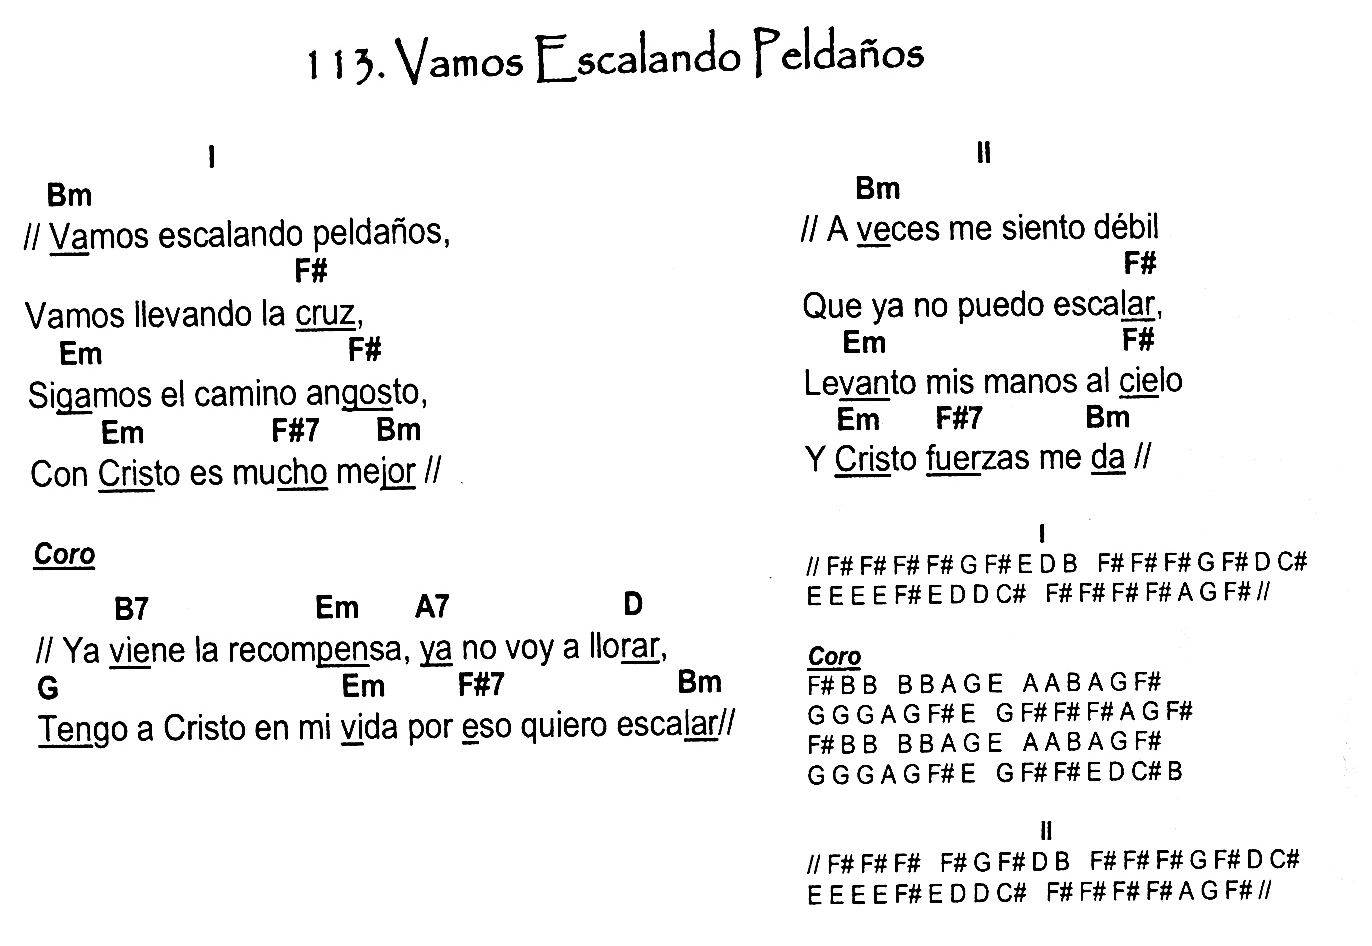 113. Vamos Escalando Peldaños
I
Bm
// Vamos escalando peldaños,
F#
Vamos llevando la cruz,
Em F#
Sigamos el camino angosto,
Em F#7 Bm
Con Cristo es mucho mejor //
Coro
B7 Em A7 D
// Ya viene la recompensa, ya no voy a llorar,
G Em F#7 Bm
Tengo a Cristo en mi vida por eso quiero escalar//
II
Bm
// A veces me siento débil
F#
Que ya no puedo escalar,
Em F#
Levanto mis manos al cielo
Em F#7 Bm
Y Cristo fuerzas me da //
I
// F# F# F# F# G F# E D B F# F# F# G F# D C#
E E E E F# E D D C# F# F# F# F# A G F# //
Coro
F# B B B B A G E A A B A G F#
G G G A G F# E G F# F# F# A G F#
F# B B B B A G E A A B A G F#
G G G A G F# E G F# F# E D C# B
II
// F# F# F# F# G F# D B F# F# F# G F# D C#
E E E E F# E D D C# F# F# F# F# A G F# //